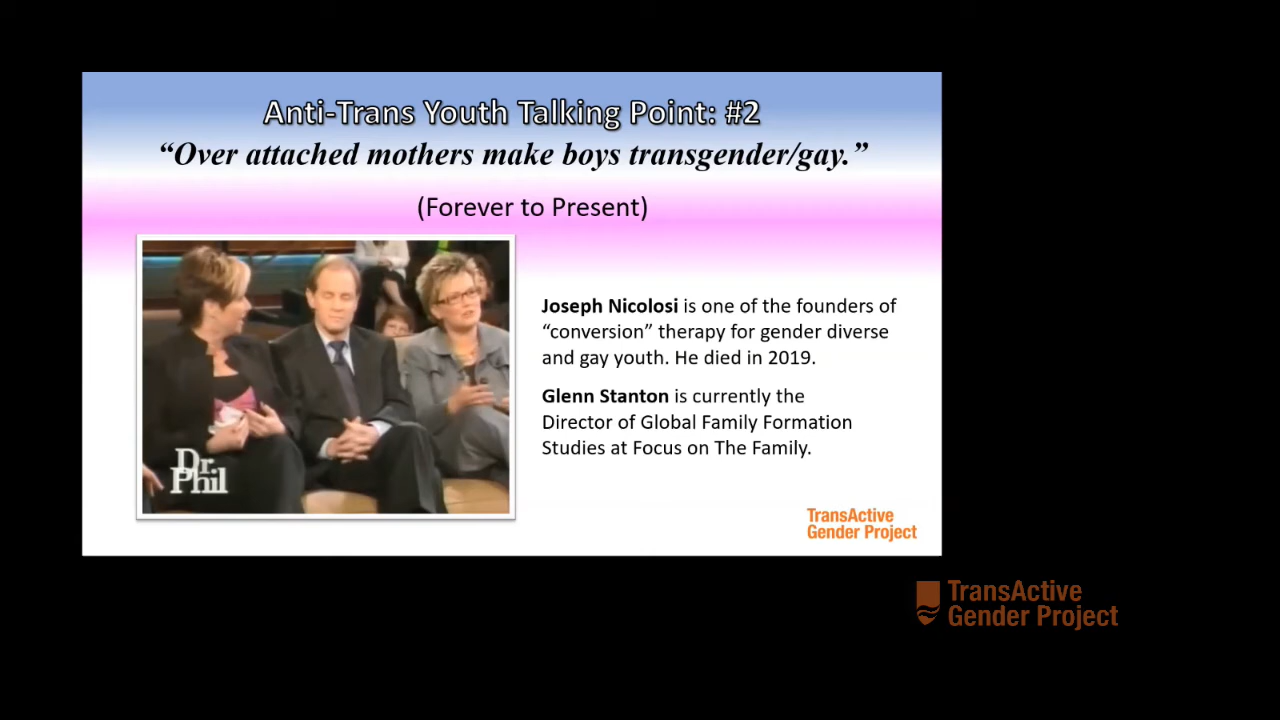 Anti-Trans Youth Talking Point: #2
“Over attached mothers make boys transgender/gay.”
(Forever to Present)
Joseph Nicolosi is one of the founders of
“conversion” therapy for gender diverse
and gay youth. He died in 2019.
Glenn Stanton is currently the
Director of Global Family Formation
Studies at Focus on The Family.
Dr.
Phil
TransActive
Gender Project
TransActive
Gender Project